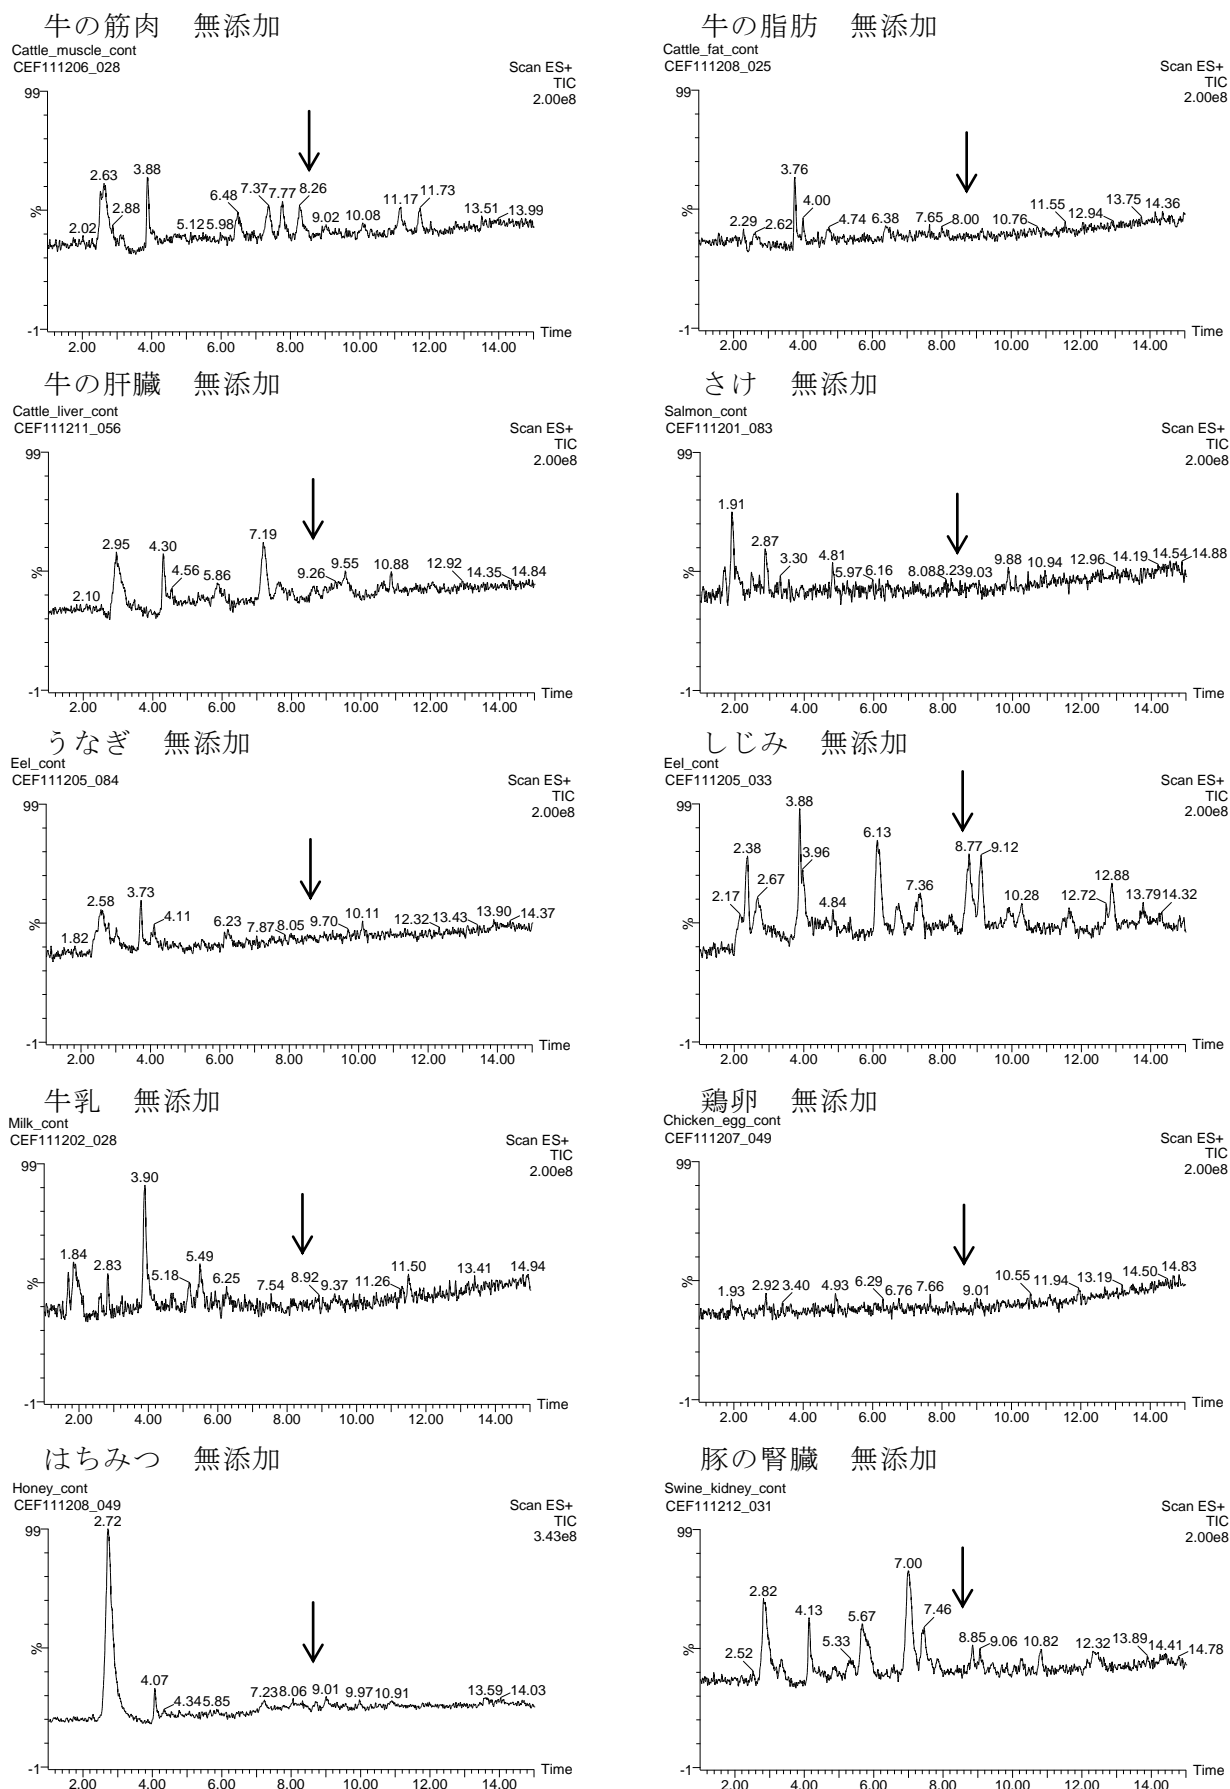 牛の筋肉 無添加
Cattle_muscle_cont
CEF111206_028
Scan ES+
TIC
2.00e8
99
%
-1
2.02
2.63
2.88
3.88
5.12
5.98
6.48
7.37
7.77
8.26
9.02
10.08
11.17
11.73
13.51
13.99
2.00 4.00 6.00 8.00 10.00 12.00 14.00
Time
牛の脂肪 無添加
Cattle_fat_cont
CEF111208_025
Scan ES+
TIC
2.00e8
99
%
-1
2.29
2.62
3.76
4.00
4.74
6.38
7.65
8.00
10.76
11.55
12.94
13.75
14.36
2.00 4.00 6.00 8.00 10.00 12.00 14.00
Time
牛の肝臓 無添加
Cattle_liver_cont
CEF111211_056
Scan ES+
TIC
2.00e8
99
%
-1
2.10
2.95
4.30
4.56
5.86
7.19
9.26
9.55
10.88
12.92
14.35
14.84
2.00 4.00 6.00 8.00 10.00 12.00 14.00
Time
さけ 無添加
Salmon_cont
CEF111201_083
Scan ES+
TIC
2.00e8
99
%
-1
1.91
2.87
3.30
4.81
5.97
6.16
8.08
8.23
9.03
9.88
10.94
12.96
14.19
14.54
14.88
2.00 4.00 6.00 8.00 10.00 12.00 14.00
Time
うなぎ 無添加
Eel_cont
CEF111205_084
Scan ES+
TIC
2.00e8
99
%
-1
1.82
2.58
3.73
4.11
6.23
7.87
8.05
9.70
10.11
12.32
13.43
13.90
14.37
2.00 4.00 6.00 8.00 10.00 12.00 14.00
Time
しじみ 無添加
Eel_cont
CEF111205_033
Scan ES+
TIC
2.00e8
99
%
-1
2.17
2.38
2.67
3.88
3.96
4.84
6.13
7.36
8.77
9.12
10.28
12.72
12.88
13.79
14.32
2.00 4.00 6.00 8.00 10.00 12.00 14.00
Time
牛乳 無添加
Milk_cont
CEF111202_028
Scan ES+
TIC
2.00e8
99
%
-1
1.84
2.83
3.90
5.18
5.49
6.25
7.54
8.92
9.37
11.26
11.50
13.41
14.94
2.00 4.00 6.00 8.00 10.00 12.00 14.00
Time
鶏卵 無添加
Chicken_egg_cont
CEF111207_049
Scan ES+
TIC
2.00e8
99
%
-1
1.93
2.92
3.40
4.93
6.29
6.76
7.66
9.01
10.55
11.94
13.19
14.50
14.83
2.00 4.00 6.00 8.00 10.00 12.00 14.00
Time
はちみつ 無添加
Honey_cont
CEF111208_049
Scan ES+
TIC
3.43e8
99
%
-1
2.72
4.07
4.34
5.85
7.23
8.06
9.01
9.97
10.91
13.59
14.03
2.00 4.00 6.00 8.00 10.00 12.00 14.00
Time
豚の腎臓 無添加
Swine_kidney_cont
CEF111212_031
Scan ES+
TIC
2.00e8
99
%
-1
2.52
2.82
4.13
5.33
5.67
7.00
7.46
8.85
9.06
10.82
12.32
13.89
14.41
14.78
2.00 4.00 6.00 8.00 10.00 12.00 14.00
Time